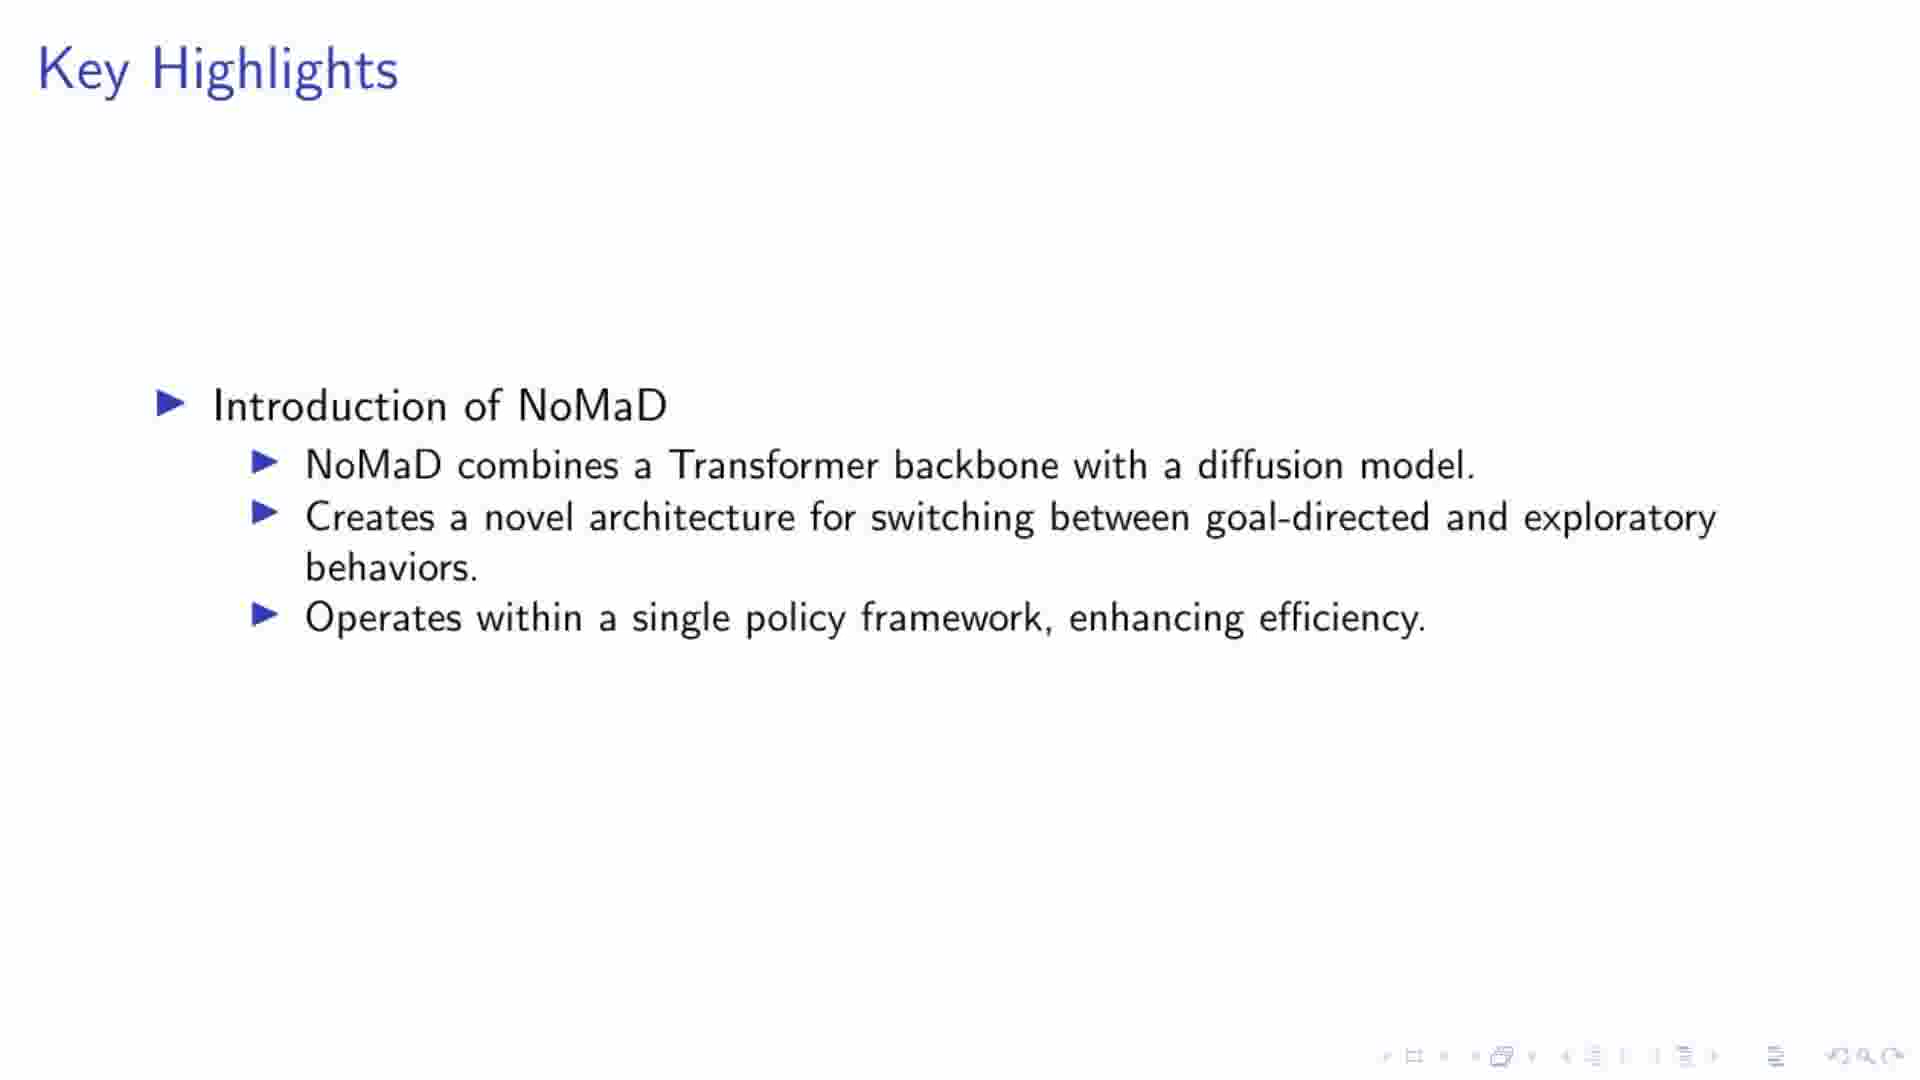 Key Highlights
Introduction of NoMaD
NoMaD combines a Transformer backbone with a diffusion model.
Creates a novel architecture for switching between goal-directed and exploratory
behaviors.
Operates within a single policy framework, enhancing efficiency.